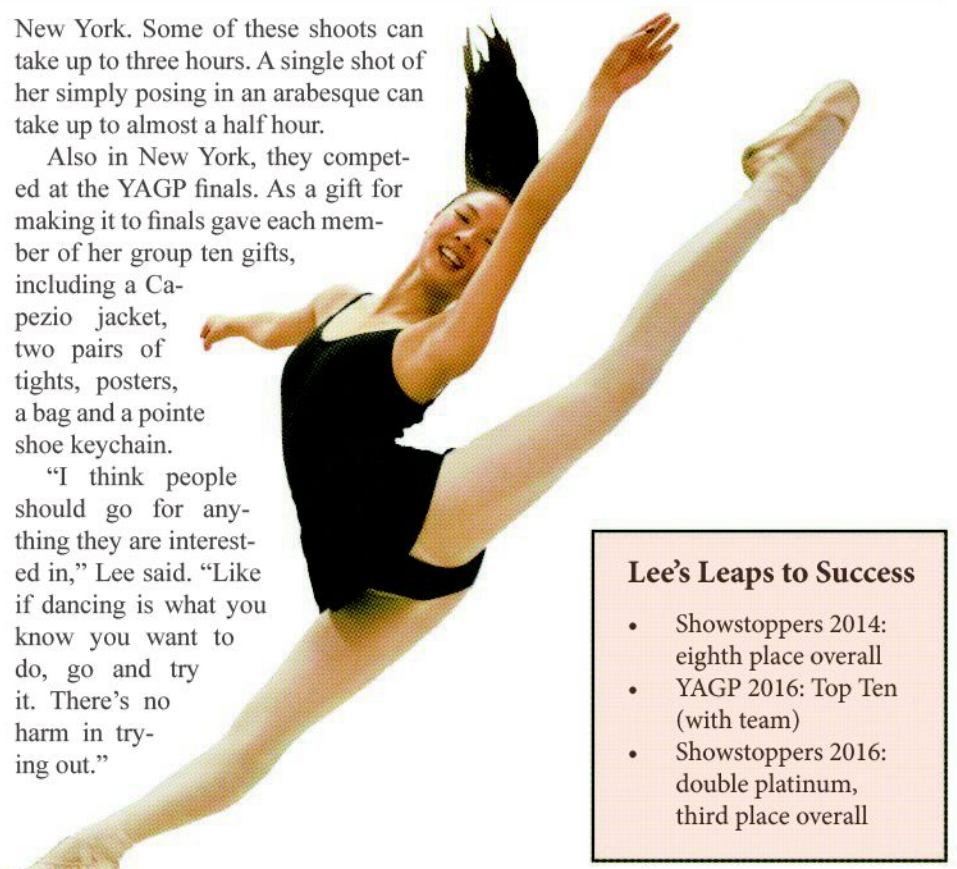 New York. Some of these shoots can
take up to three hours. A single shot of
her simply posing in an arabesque can
take up to almost a half hour.
Also in New York, they compet-
ed at the YAGP finals. As a gift for
making it to finals gave each mem-
ber of her group ten gifts,
including a Ca-
pezio jacket,
two pairs of
tights, posters,
a bag and a pointe
shoe keychain.
“I think people
should go for any-
thing they are interest-
ed in,” Lee said. “Like
if dancing is what you
know you want to
do, go and try
it. There’s no
harm in try-
ing out.”
Lee’s Leaps to Success
• Showstoppers 2014:
eighth place overall
• YAGP 2016: Top Ten
(with team)
• Showstoppers 2016:
double platinum,
third place overall